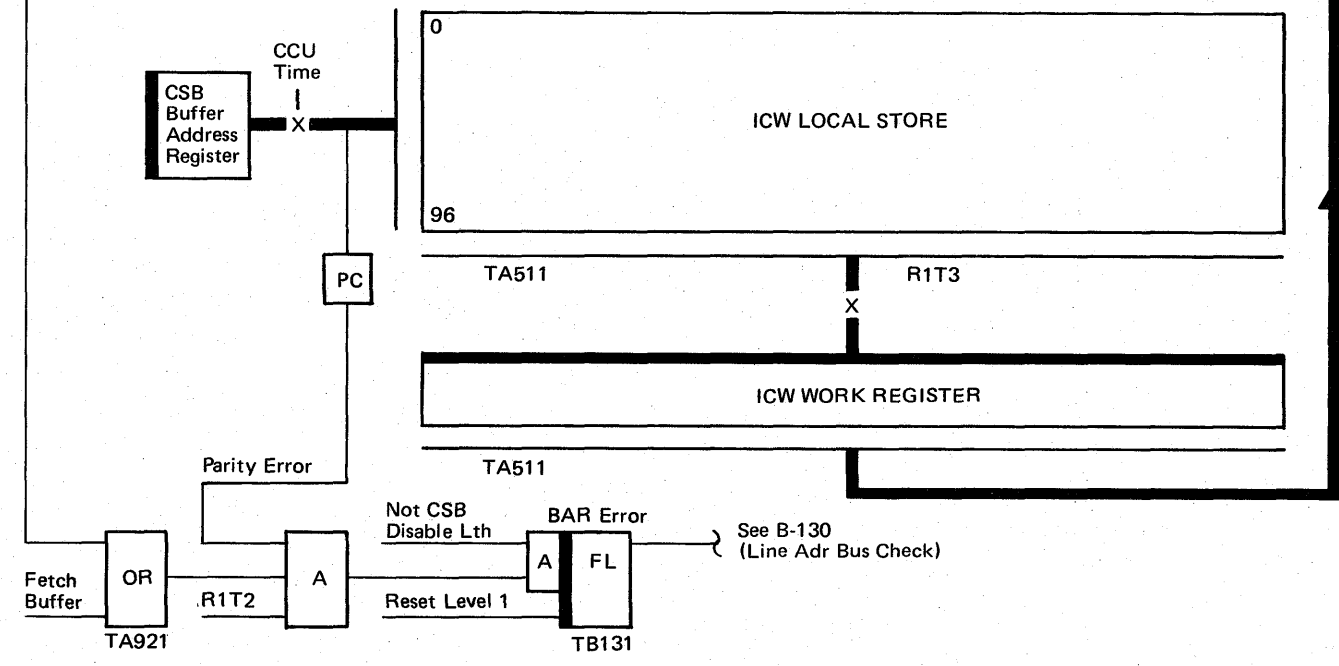 0
CCU
Time
CSB
Buffer
Address
Register
X
ICW LOCAL STORE
96
PC
TA511
R1T3
X
ICW WORK REGISTER
TA511
Parity Error
Not CSB
Disable Lth
BAR Error
See B-130
(Line Adr Bus Check)
Fetch
Buffer
OR
A
A
FL
R1T2
Reset Level 1
TA921
TB131